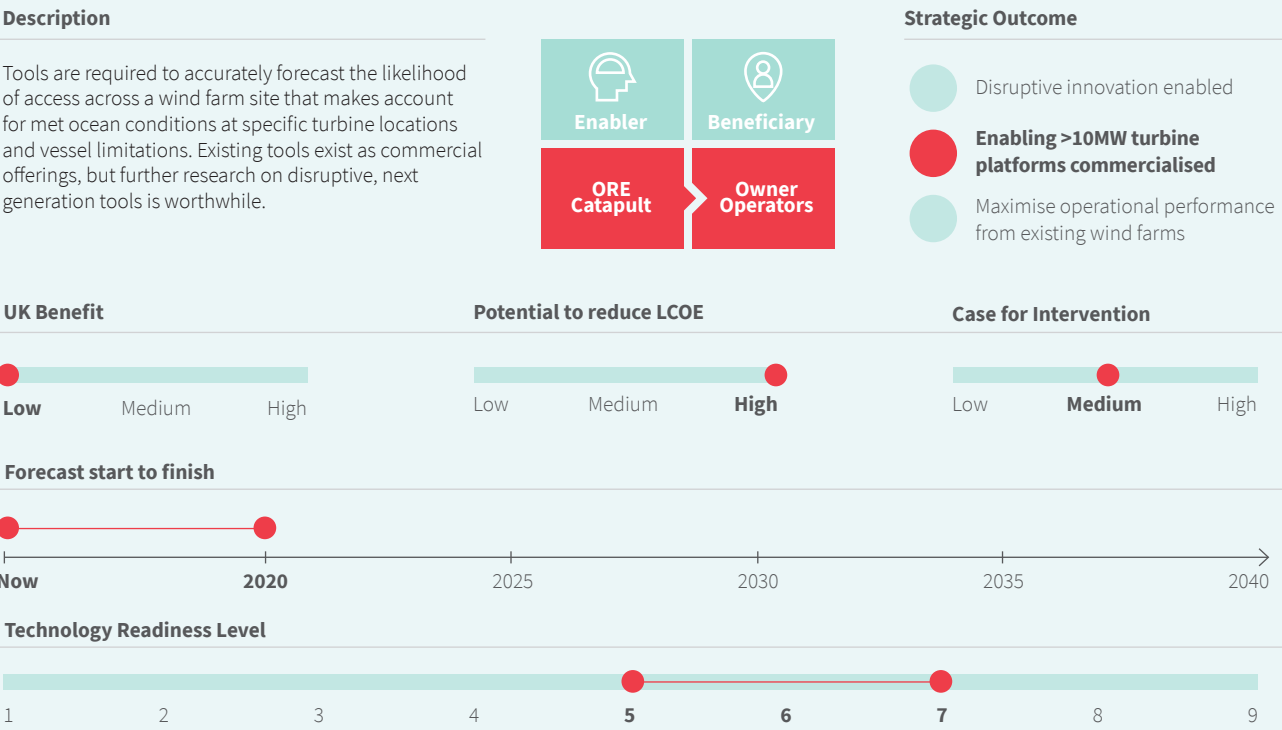 Description
Tools are required to accurately forecast the likelihood
of access across a wind farm site that makes account
for met ocean conditions at specific turbine locations
and vessel limitations. Existing tools exist as commercial
offerings, but further research on disruptive, next
generation tools is worthwhile.
Enabler
Beneficiary
ORE
Catapult
Owner
Operators
Strategic Outcome
Disruptive innovation enabled
Enabling >10MW turbine
platforms commercialised
Maximise operational performance
from existing wind farms
UK Benefit
Low Medium High
Potential to reduce LCOE
Low Medium High
Case for Intervention
Low Medium High
Forecast start to finish
Now 2020 2025 2030 2035 2040
Technology Readiness Level
1 2 3 4 5 6 7 8 9